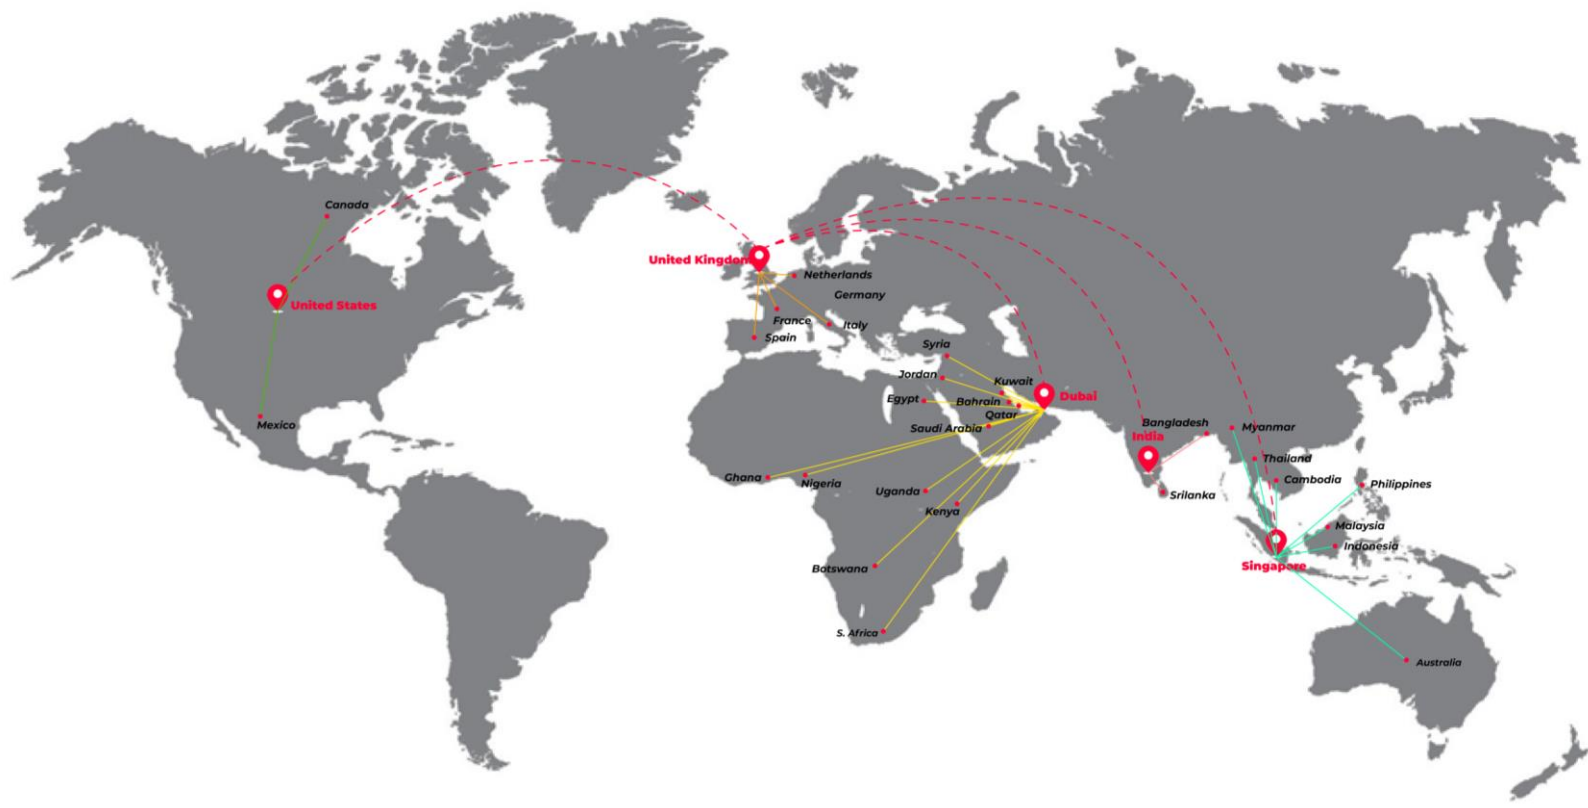 Canada
United Kingdom
Netherlands
Germany
United States
France
Italy
Spain
Syria
Jordan
Kuwait
Egypt
Bahrain
Dubai
Qatar
Mexico
Saudi Arabia
Bangladesh
Myanmar
India
Thailand
Ghana
Nigeria
Cambodia
Philippines
Uganda
Srilanka
Kenya
Malaysia
Indonesia
Singapore
Botswana
S. Africa
Australia